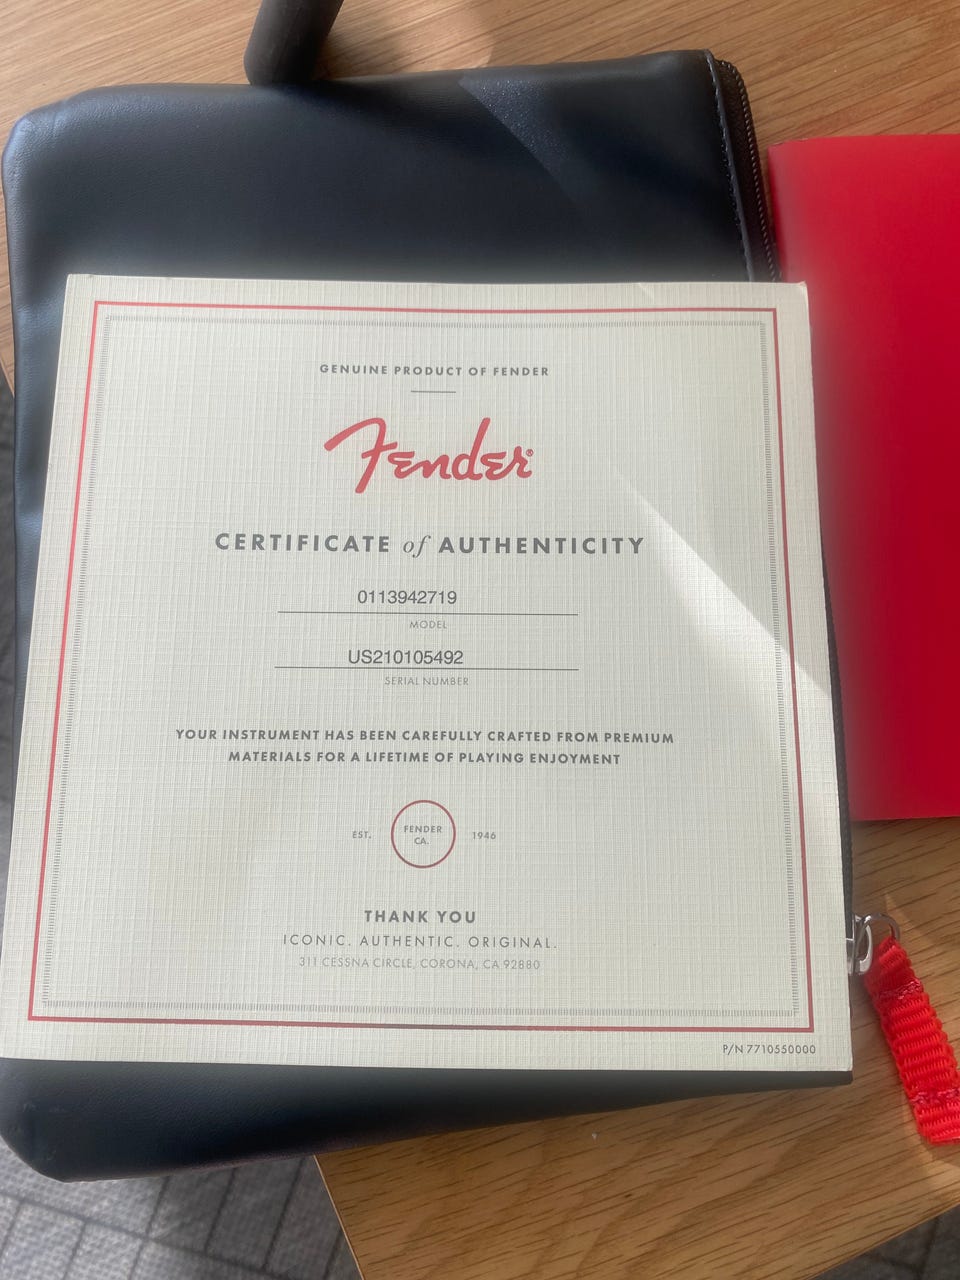 GENUINE PRODUCT OF FENDER
Fender®
CERTIFICATE of AUTHENTICITY
0113942719
MODEL
US210105492
SERIAL NUMBER
YOUR INSTRUMENT HAS BEEN CAREFULLY CRAFTED FROM PREMIUM
MATERIALS FOR A LIFETIME OF PLAYING ENJOYMENT
EST. FENDER CA. 1946
THANK YOU
ICONIC. AUTHENTIC. ORIGINAL.
311 CESSNA CIRCLE, CORONA, CA 92880
P/N 7710550000